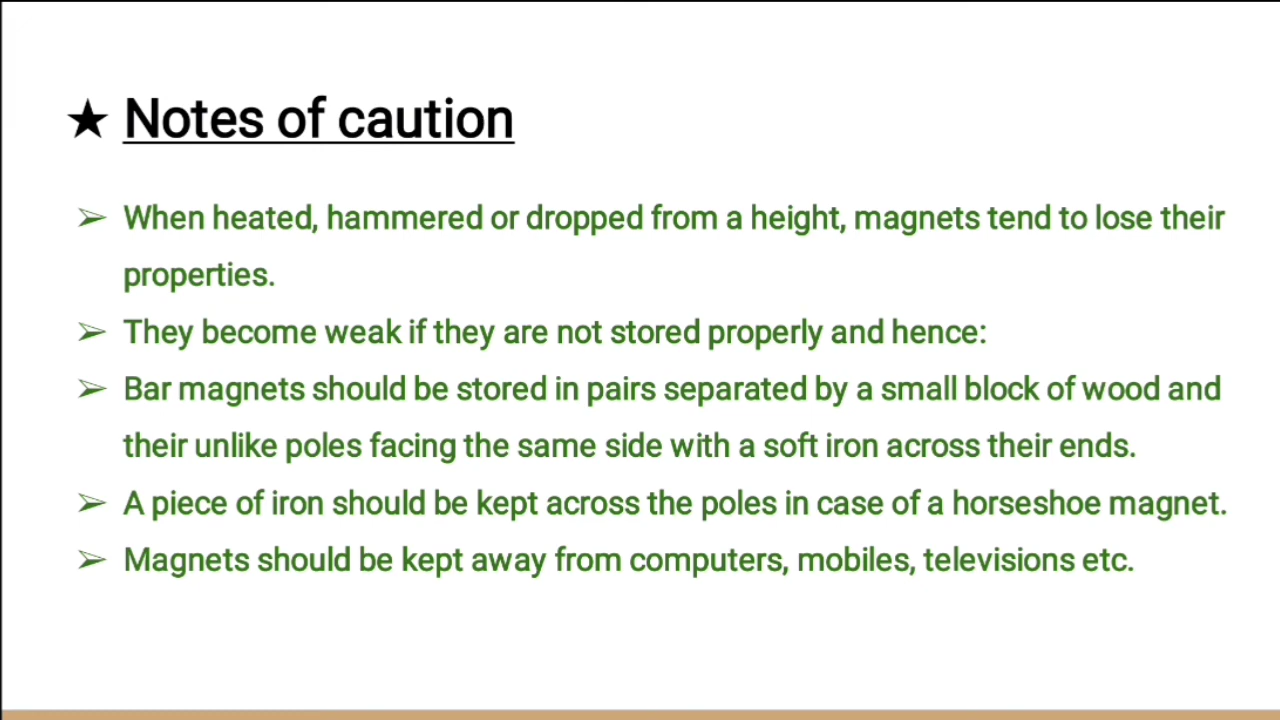 ★ Notes of caution
➢ When heated, hammered or dropped from a height, magnets tend to lose their
properties.
➢ They become weak if they are not stored properly and hence:
➢ Bar magnets should be stored in pairs separated by a small block of wood and
their unlike poles facing the same side with a soft iron across their ends.
➢ A piece of iron should be kept across the poles in case of a horseshoe magnet.
➢ Magnets should be kept away from computers, mobiles, televisions etc.